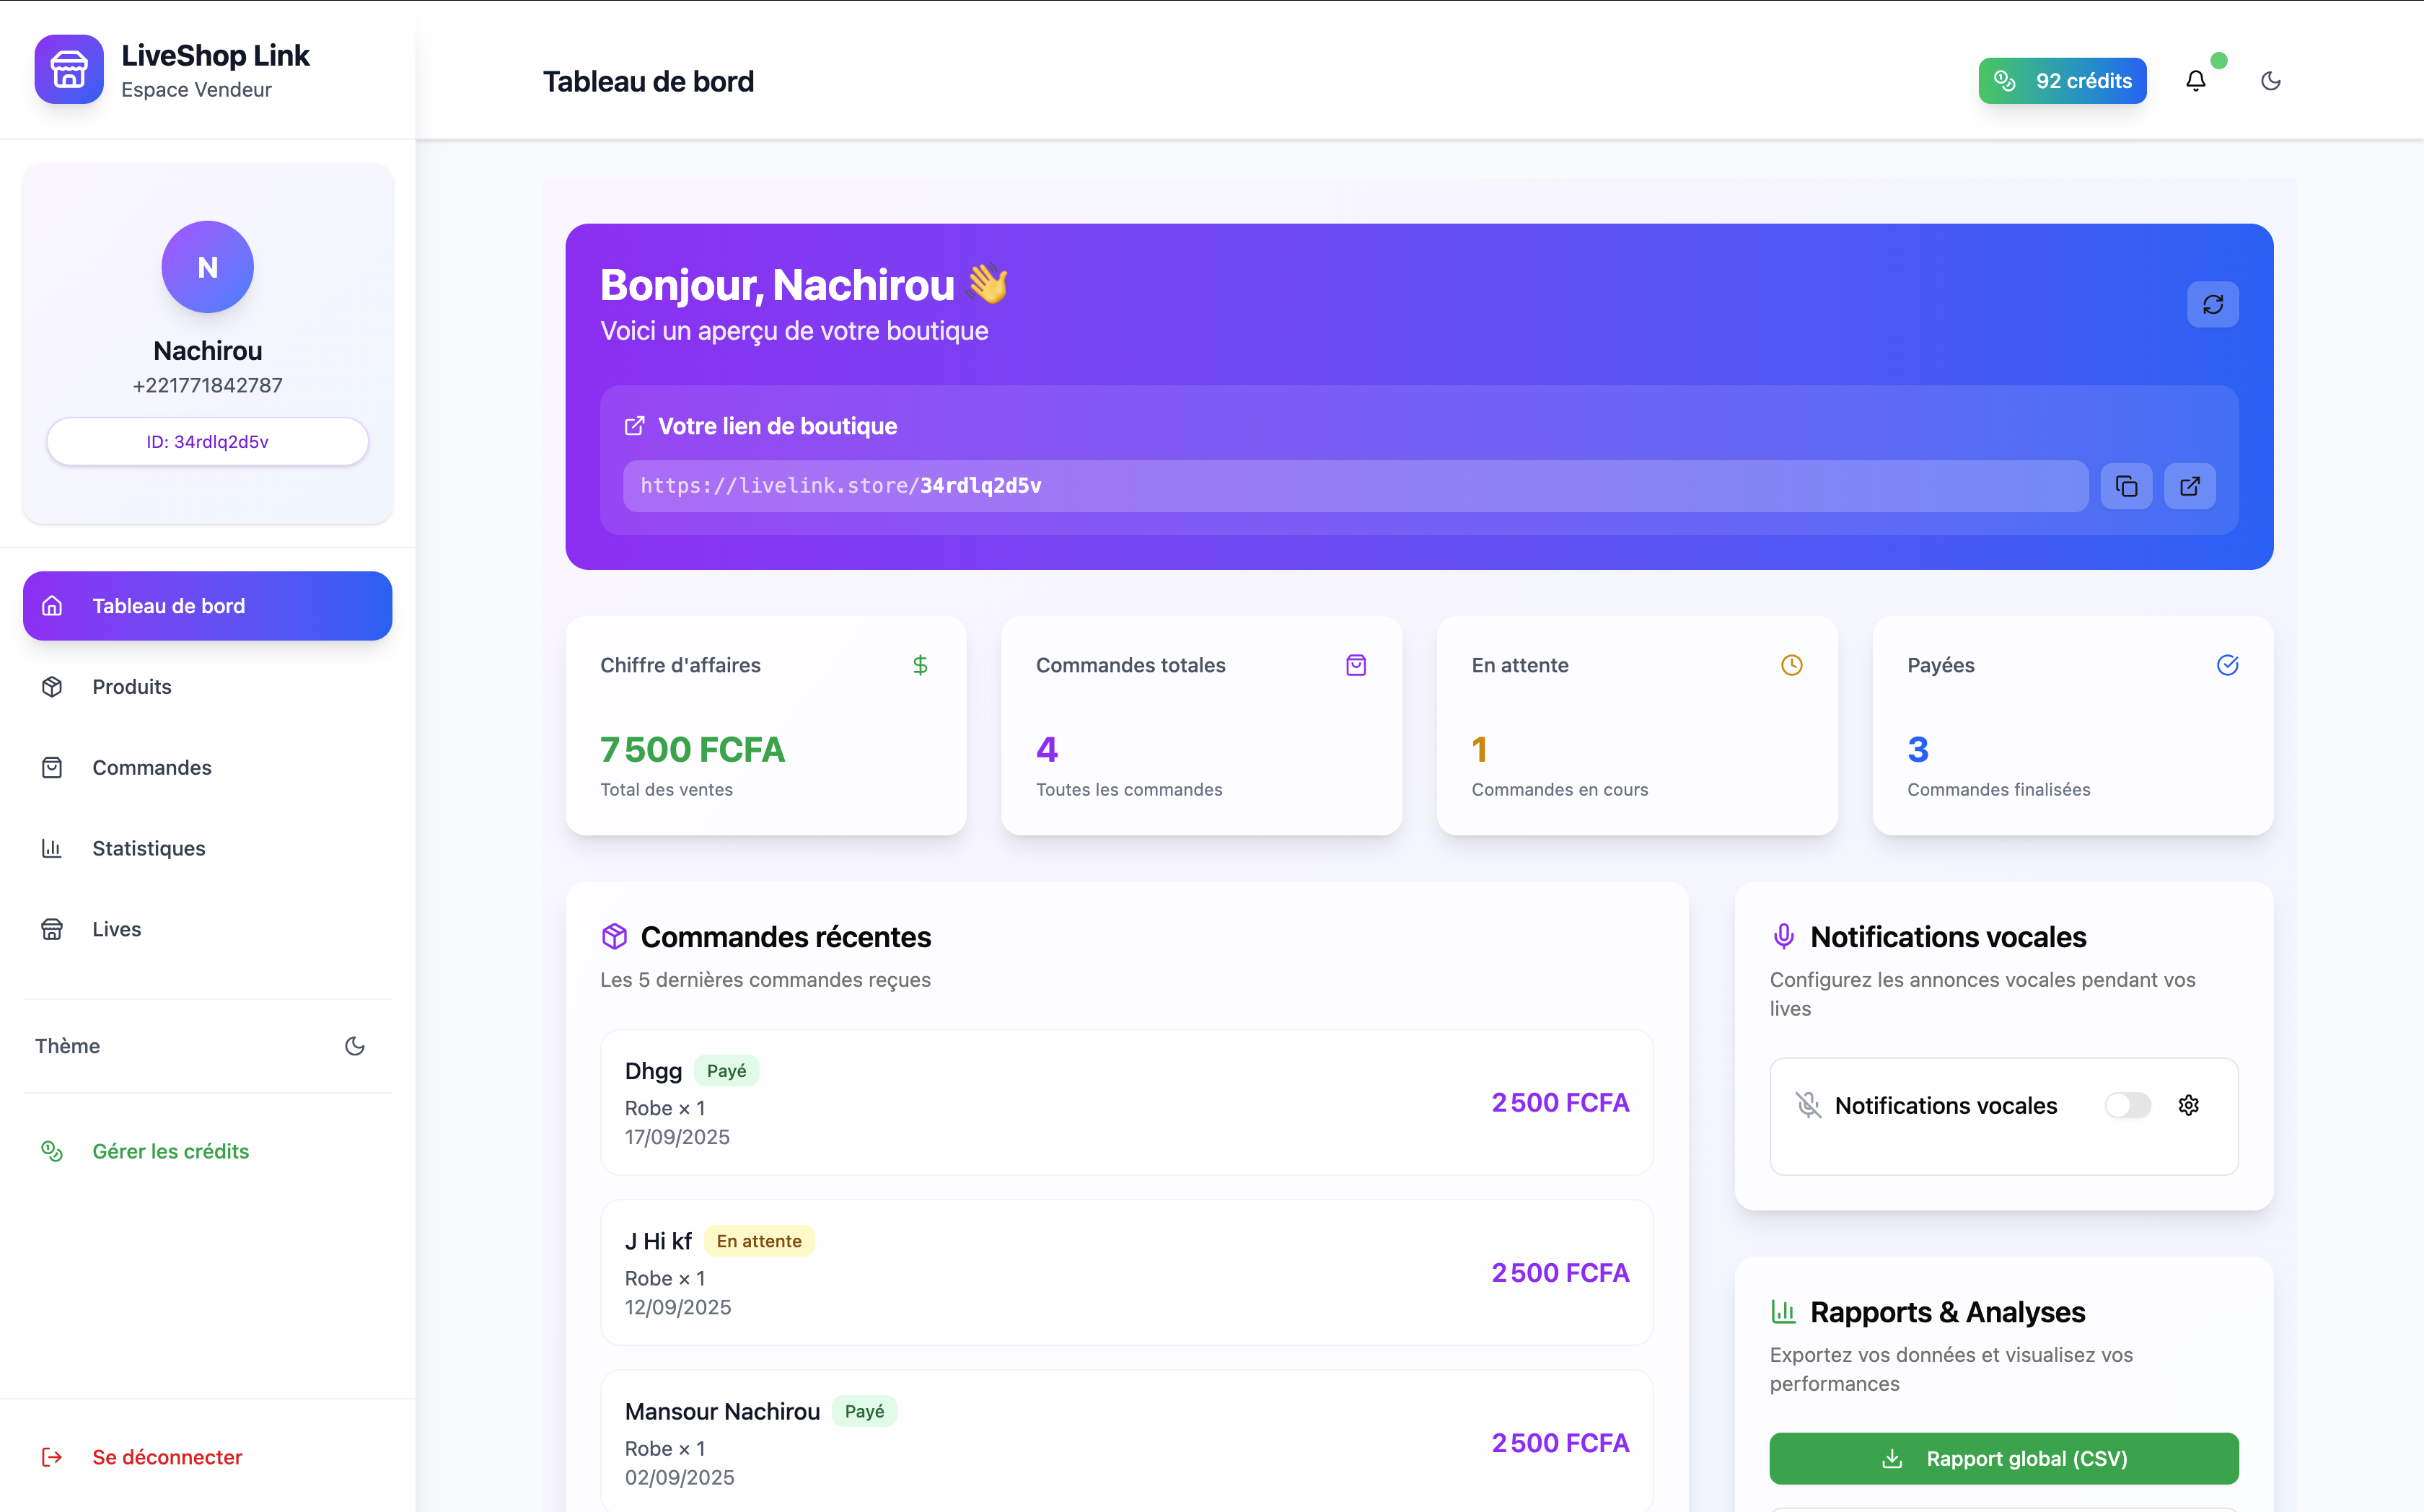 LiveShop Link
Espace Vendeur
N
Nachirou
+221771842787
ID: 34rdlq2d5v
Tableau de bord
Produits
Commandes
Statistiques
Lives
Thème
Gérer les crédits
Se déconnecter
Tableau de bord
92 crédits
Bonjour, Nachirou 👋
Voici un aperçu de votre boutique
Votre lien de boutique
https://livelink.store/34rdlq2d5v
Chiffre d'affaires
7 500 FCFA
Total des ventes
Commandes totales
4
Toutes les commandes
En attente
1
Commandes en cours
Payées
3
Commandes finalisées
Commandes récentes
Les 5 dernières commandes reçues
Dhgg Payé
Robe × 1
17/09/2025
2 500 FCFA
J Hi kf En attente
Robe × 1
12/09/2025
2 500 FCFA
Mansour Nachirou Payé
Robe × 1
02/09/2025
2 500 FCFA
Notifications vocales
Configurez les annonces vocales pendant vos
lives
Notifications vocales
Rapports & Analyses
Exportez vos données et visualisez vos
performances
Rapport global (CSV)